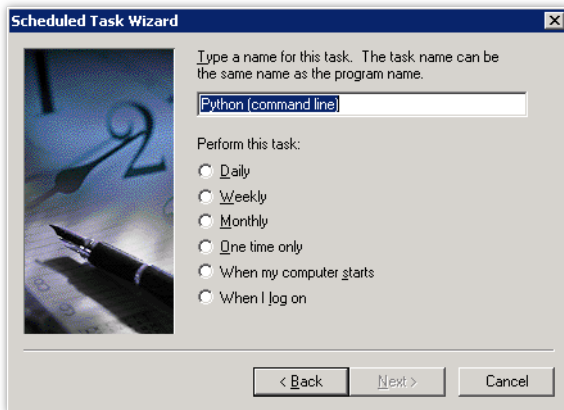 Scheduled Task Wizard
Type a name for this task. The task name can be
the same name as the program name.
Python (command line)
Perform this task:
Daily
Weekly
Monthly
One time only
When my computer starts
When I log on
< Back
Next >
Cancel
2